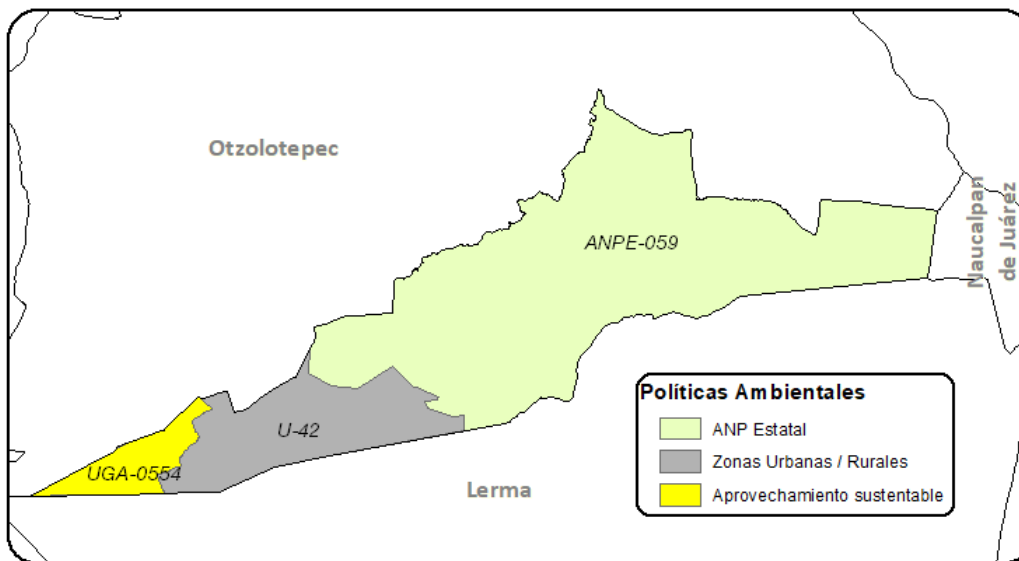 Otzolotepec
ANPE-059
Naucalpan
de Juárez
U-42
UGA-0554
Lerma
Políticas Ambientales
ANP Estatal
Zonas Urbanas / Rurales
Aprovechamiento sustentable